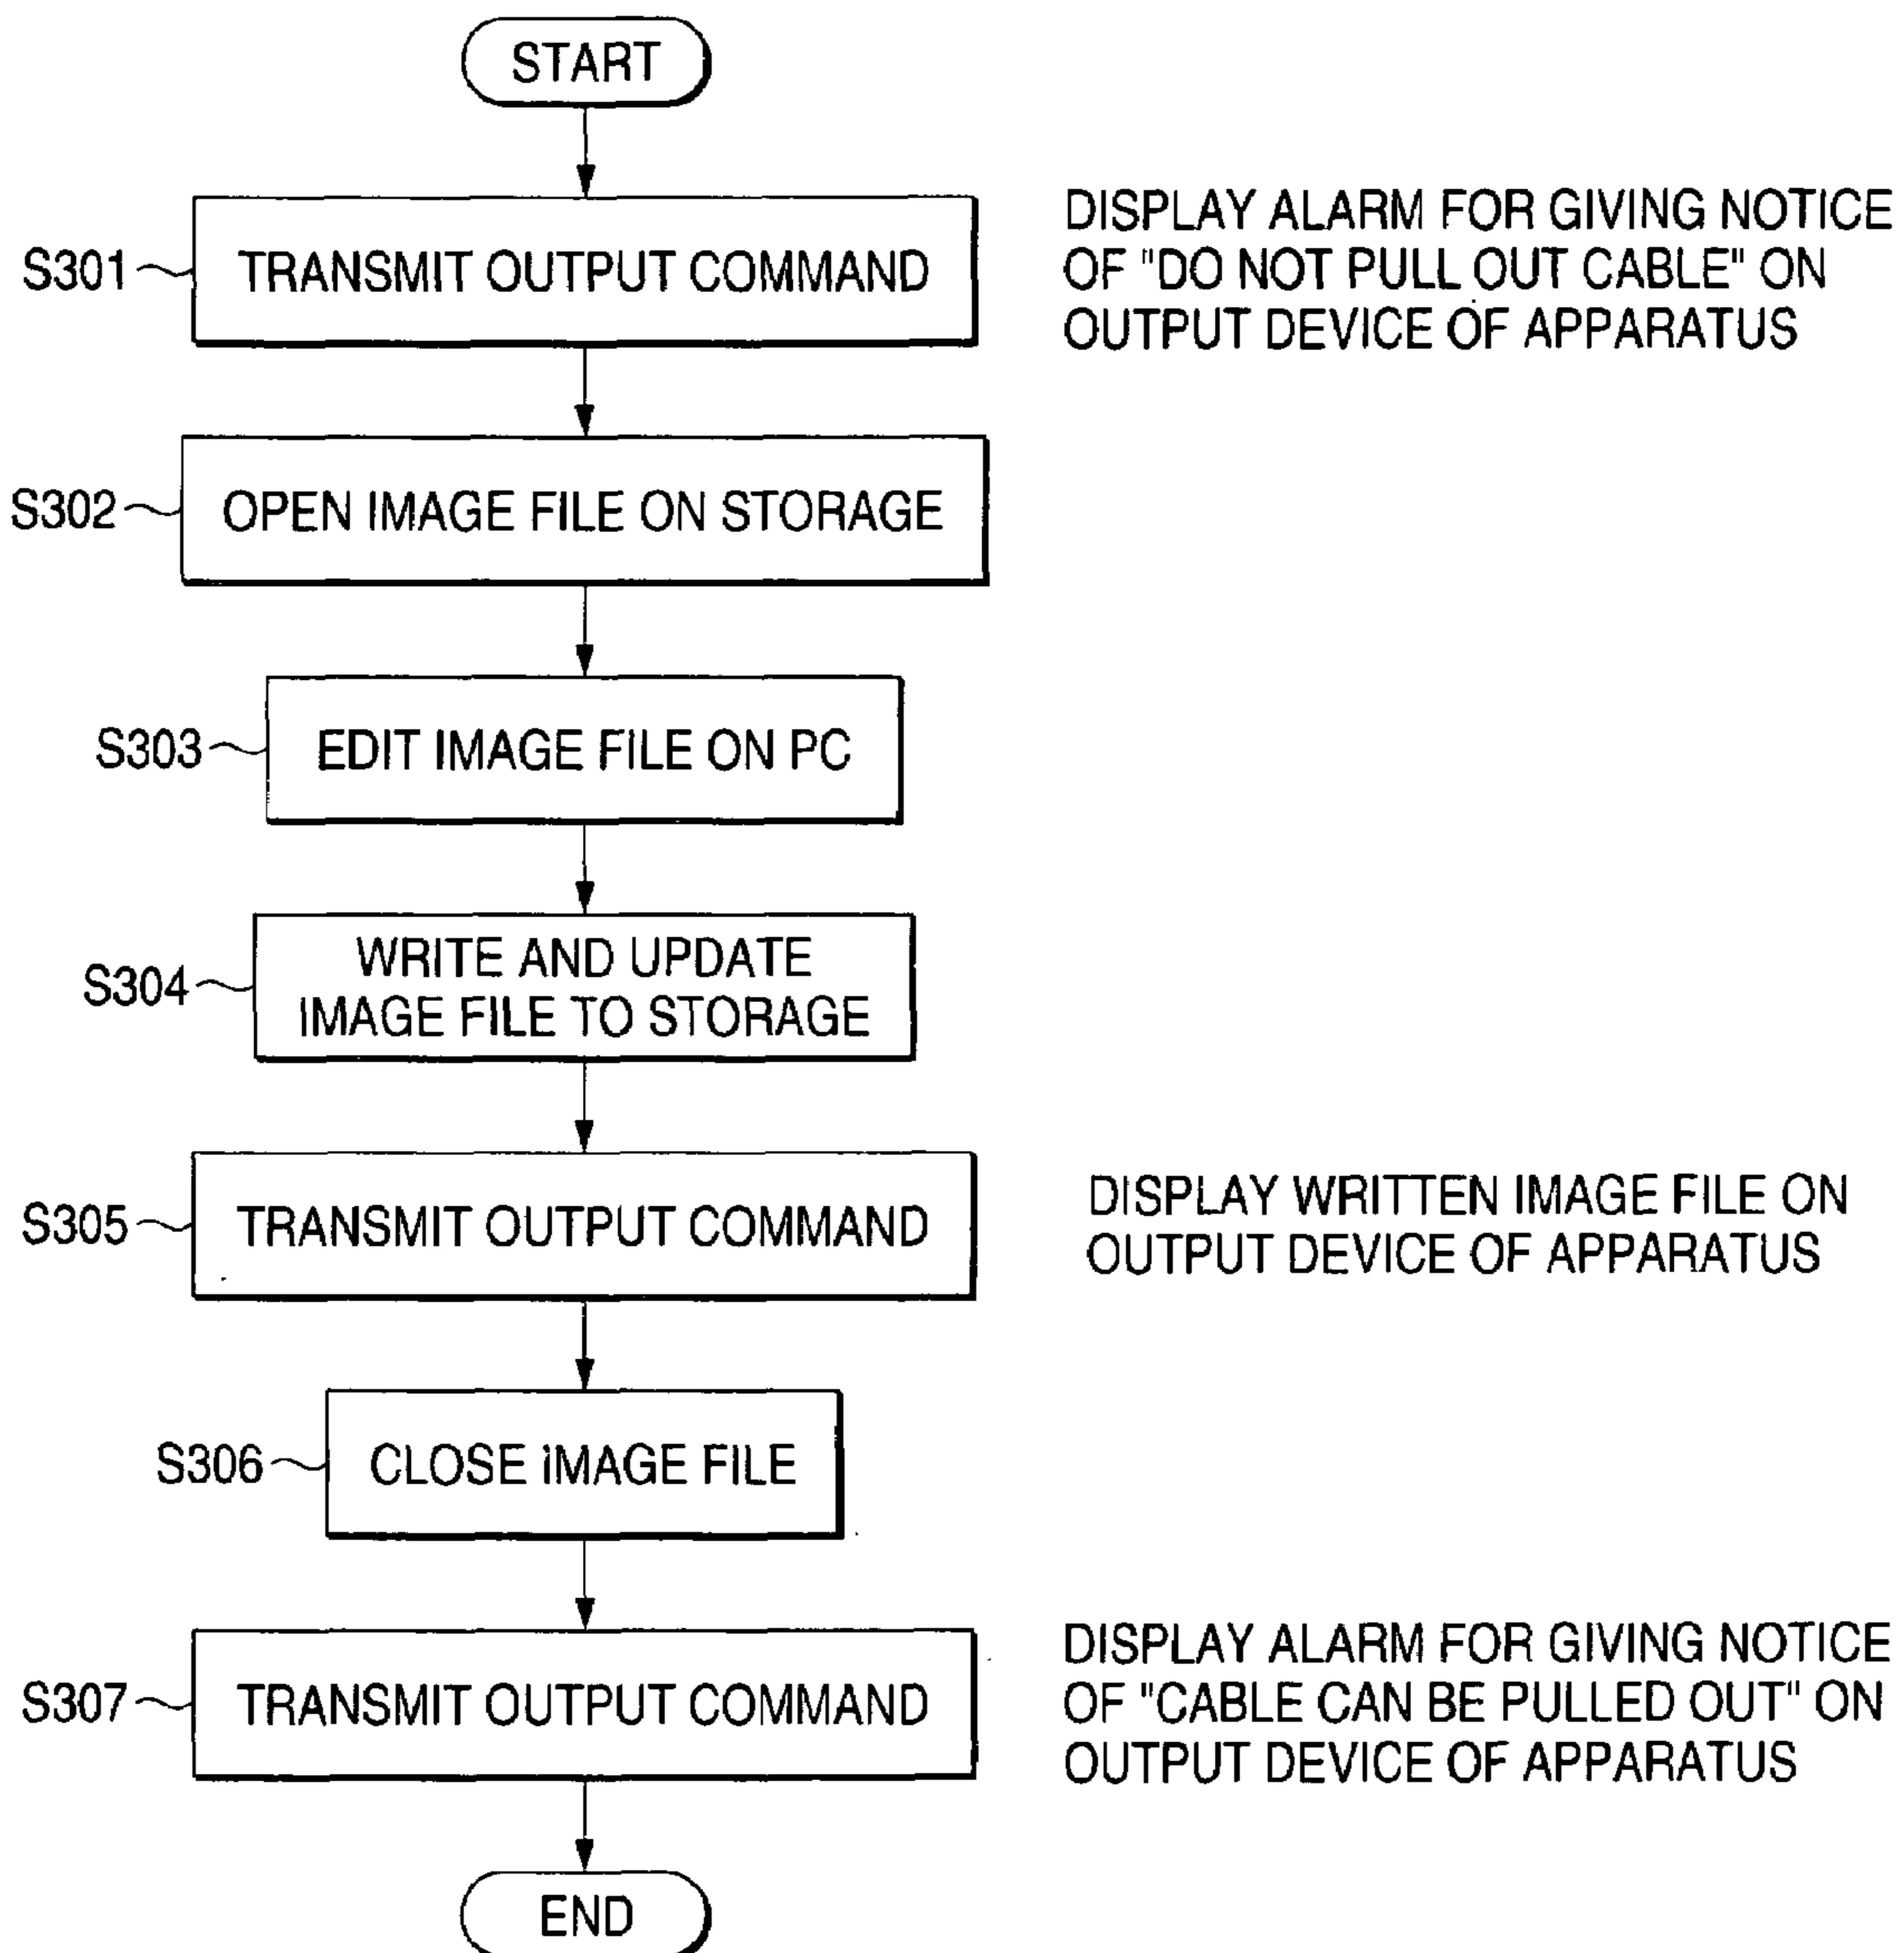 START
S301
TRANSMIT OUTPUT COMMAND
DISPLAY ALARM FOR GIVING NOTICE
OF "DO NOT PULL OUT CABLE" ON
OUTPUT DEVICE OF APPARATUS
S302
OPEN IMAGE FILE ON STORAGE
S303
EDIT IMAGE FILE ON PC
S304
WRITE AND UPDATE
IMAGE FILE TO STORAGE
S305
TRANSMIT OUTPUT COMMAND
DISPLAY WRITTEN IMAGE FILE ON
OUTPUT DEVICE OF APPARATUS
S306
CLOSE IMAGE FILE
S307
TRANSMIT OUTPUT COMMAND
DISPLAY ALARM FOR GIVING NOTICE
OF "CABLE CAN BE PULLED OUT" ON
OUTPUT DEVICE OF APPARATUS
END